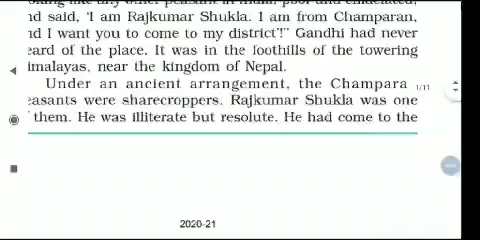 nd said, 'I am Rajkumar Shukla. I am from Champaran,
nd I want you to come to my district'!" Gandhi had never
eard of the place. It was in the foothills of the towering
imalayas, near the kingdom of Nepal.
Under an ancient arrangement, the Champara
easants were sharecroppers. Rajkumar Shukla was one
them. He was illiterate but resolute. He had come to the
1/11
2020-21